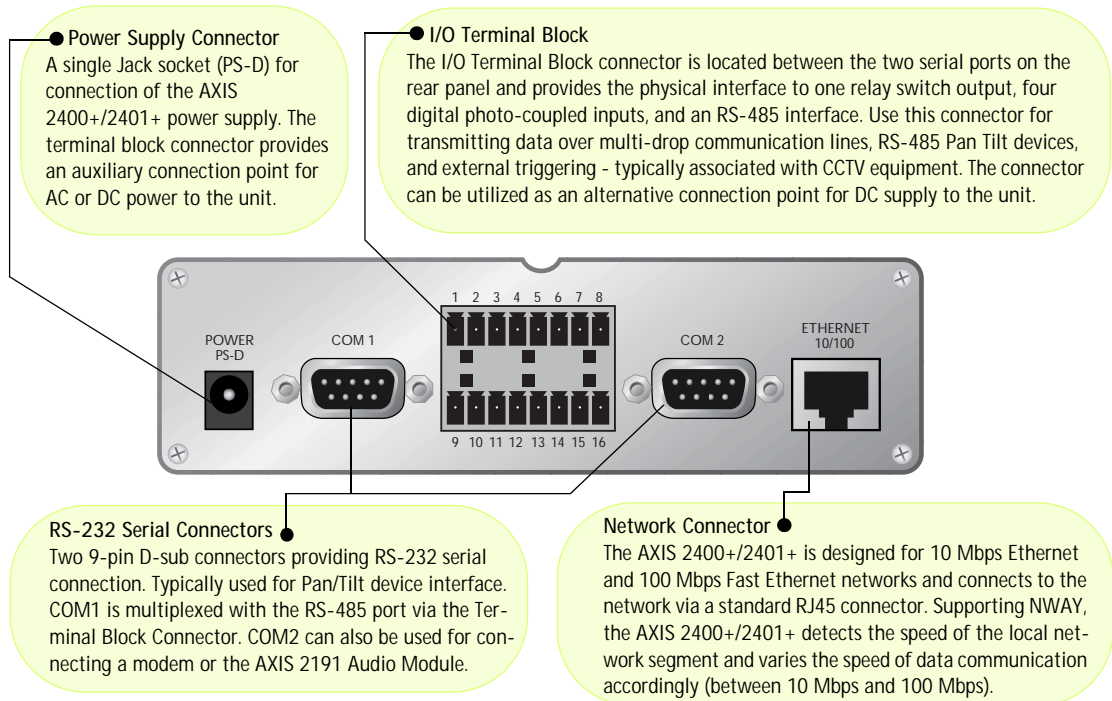 Power Supply Connector
A single Jack socket (PS-D) for
connection of the AXIS
2400+/2401+ power supply. The
terminal block connector provides
an auxiliary connection point for
AC or DC power to the unit.
I/O Terminal Block
The I/O Terminal Block connector is located between the two serial ports on the
rear panel and provides the physical interface to one relay switch output, four
digital photo-coupled inputs, and an RS-485 interface. Use this connector for
transmitting data over multi-drop communication lines, RS-485 Pan Tilt devices,
and external triggering - typically associated with CCTV equipment. The connector
can be utilized as an alternative connection point for DC supply to the unit.
1 2 3 4 5 6 7 8
POWER
PS-D
COM 1
COM 2
ETHERNET
10/100
9 10 11 12 13 14 15 16
RS-232 Serial Connectors
Two 9-pin D-sub connectors providing RS-232 serial
connection. Typically used for Pan/Tilt device interface.
COM1 is multiplexed with the RS-485 port via the Ter-
minal Block Connector. COM2 can also be used for con-
necting a modem or the AXIS 2191 Audio Module.
Network Connector
The AXIS 2400+/2401+ is designed for 10 Mbps Ethernet
and 100 Mbps Fast Ethernet networks and connects to the
network via a standard RJ45 connector. Supporting NWAY,
the AXIS 2400+/2401+ detects the speed of the local net-
work segment and varies the speed of data communication
accordingly (between 10 Mbps and 100 Mbps).